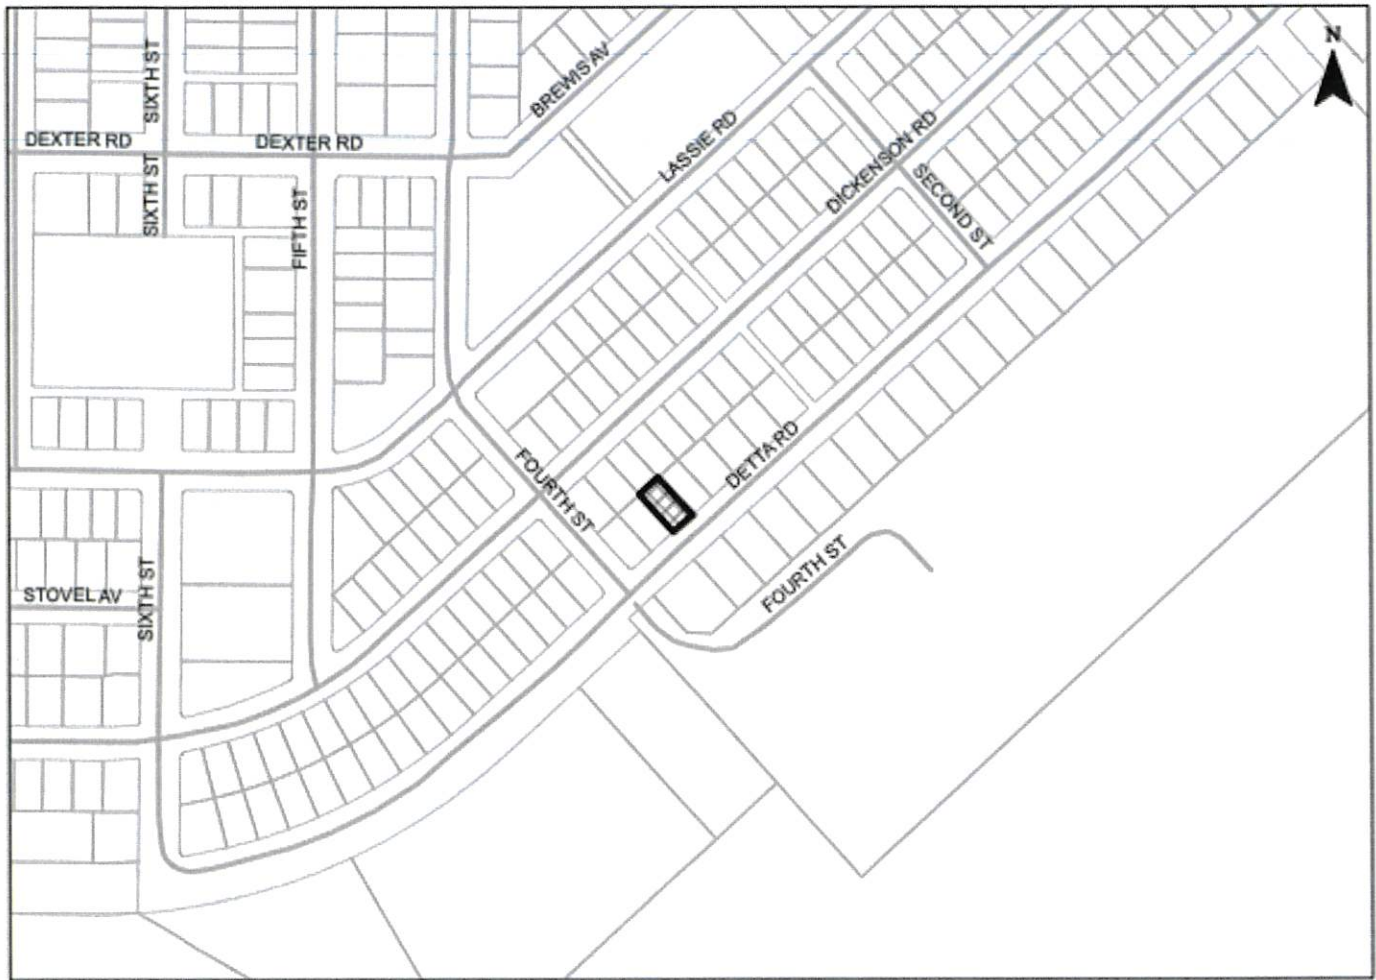 N
SIXTH ST
BREWIS AV
DEXTER RD
DEXTER RD
LASSIE RD
DICKENSON RD
SIXTH ST
FIFTH ST
SECOND ST
DETTA RD
FOURTH ST
FOURTH ST
STOVEL AV
SIXTH ST